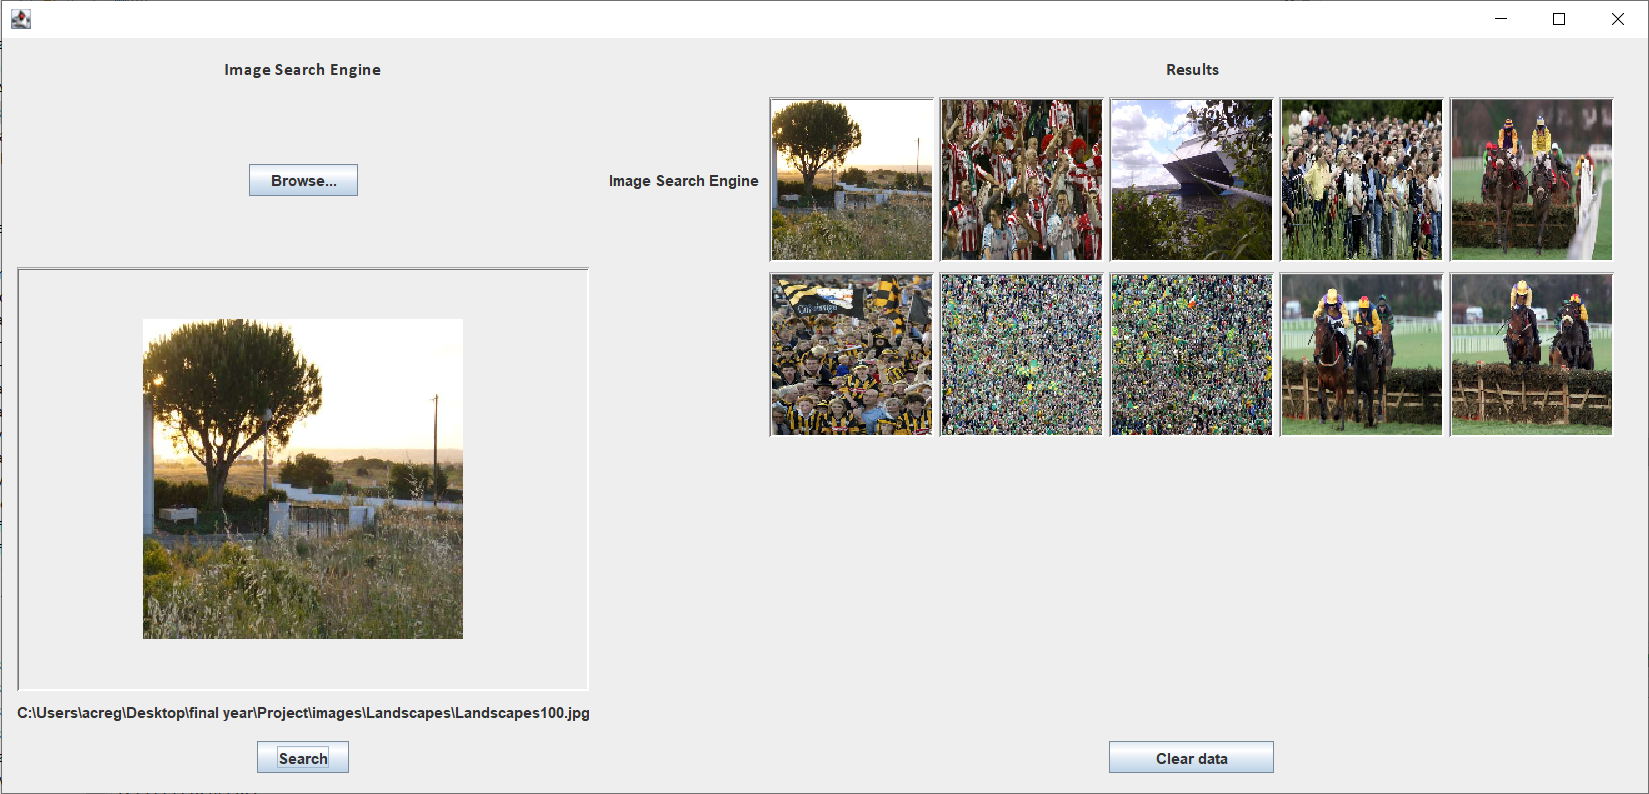 Image Search Engine
Results
Browse...
Image Search Engine
C:\Users\acreg\Desktop\final year\Project\images\Landscapes\Landscapes100.jpg
Search
Clear data